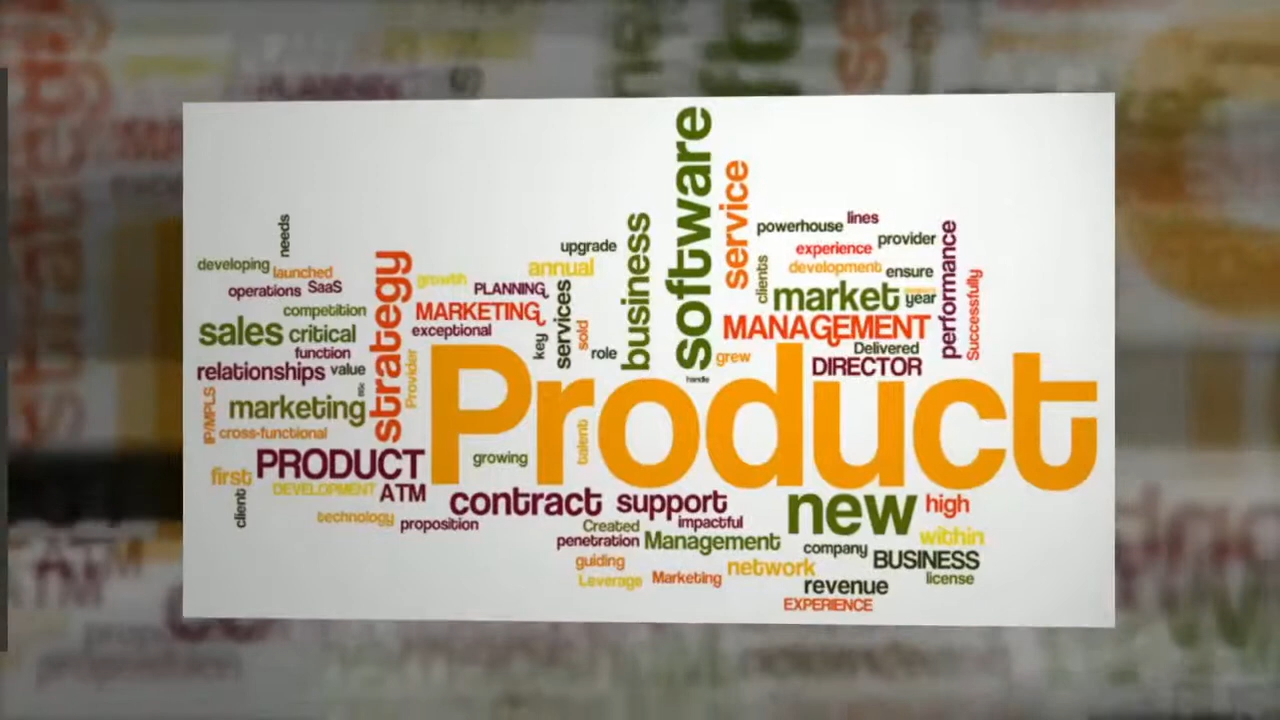 software
service
needs
business
powerhouse
lines
upgrade
provider
performance
experience
developing
launched
strategy
growth
annual
clients
development
ensure
operations
SaaS
PLANNING,
services
market
year
Successfully
competition
MARKETING,
sales
critical
exceptional
key
sold
role
MANAGEMENT
function
grew
Delivered
relationships
value
Provider
DIRECTOR
handle
Product
IP/MPLS
marketing
cross-functional
talent
PRODUCT
growing
first
client
DEVELOPMENT
ATM
contract
support
new
high
technology
proposition
Created
impactful
within
penetration
Management
company
BUSINESS
guiding
network
license
Leverage
Marketing
revenue
EXPERIENCE